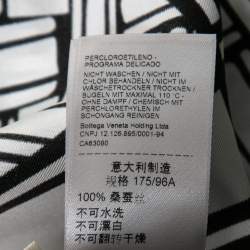 PERCLOROETILENO -
PROGRAMA DELICADO
NICHT WASCHEN / NICHT MIT
CHLOR BEHANDELN / NICHT IM
WÄSCHETROCKNER TROCKNEN /
BÜGELN MIT MAXIMAL 110 °C -
OHNE DAMPF / CHEMISCH MIT
PERCHLORETHYLEN IM
SCHONGANG REINIGEN
Bottega Veneta Holding Ltd
CNPJ 12.126.895/0001-94
CA63080
意大利制造
规格 175/96A
100% 桑蚕丝
不可水洗
不可漂白
不可翻转干燥